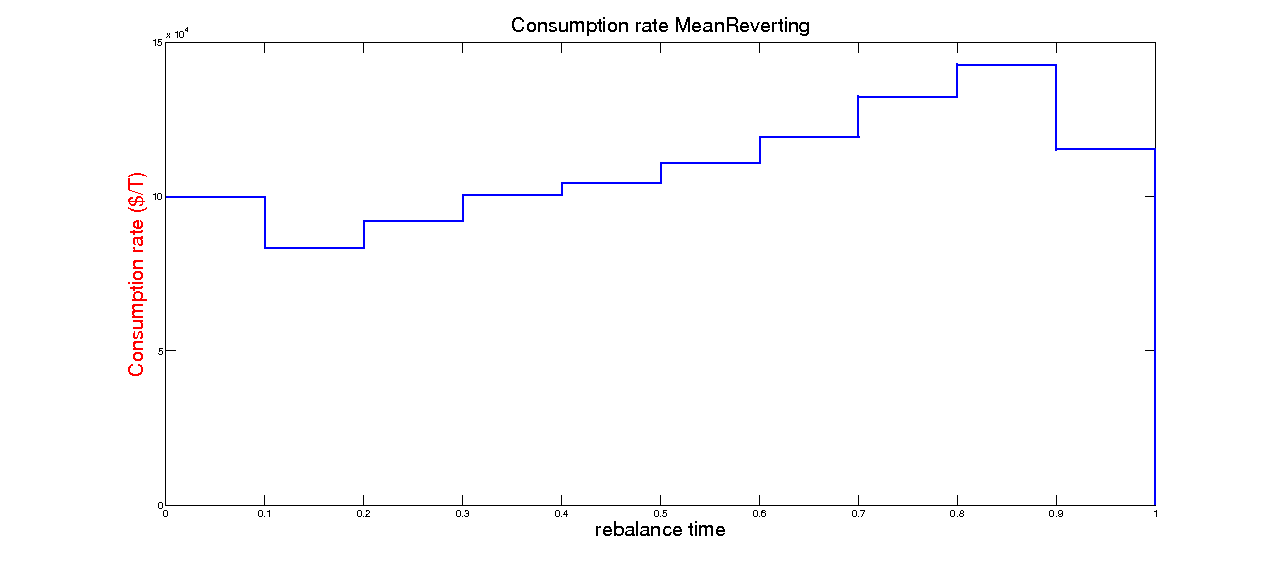 Consumption rate MeanReverting
x 10^4
15
10
5
0
Consumption rate ($/T)
0 0.1 0.2 0.3 0.4 0.5 0.6 0.7 0.8 0.9 1
rebalance time